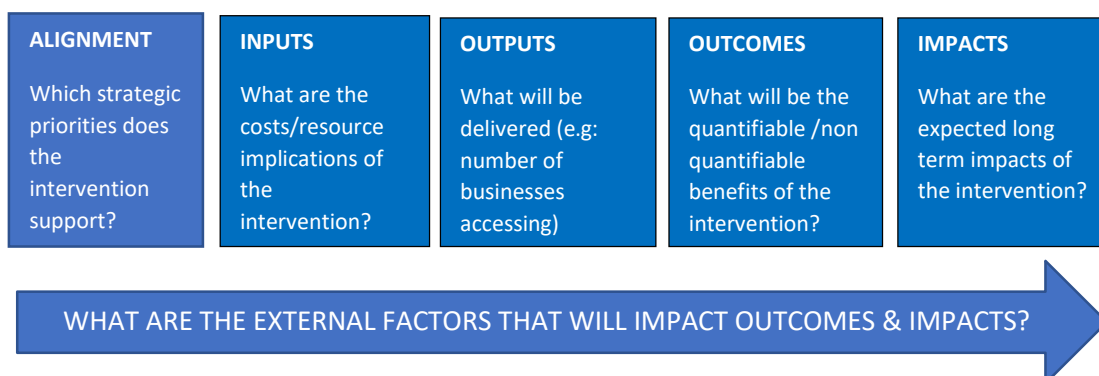 ALIGNMENT
Which strategic
priorities does
the
intervention
support?
INPUTS
What are the
costs/resource
implications of
the
intervention?
OUTPUTS
What will be
delivered (e.g:
number of
businesses
accessing)
OUTCOMES
What will be the
quantifiable /non
quantifiable
benefits of the
intervention?
IMPACTS
What are the
expected long
term impacts of
the intervention?
WHAT ARE THE EXTERNAL FACTORS THAT WILL IMPACT OUTCOMES & IMPACTS?